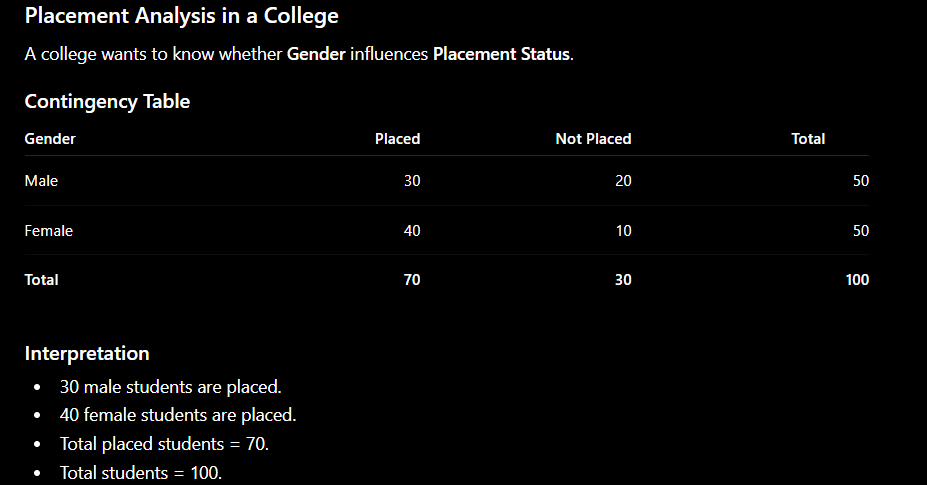 Placement Analysis in a College
A college wants to know whether Gender influences Placement Status.
Contingency Table
Gender Placed Not Placed Total
Male 30 20 50
Female 40 10 50
Total 70 30 100
Interpretation
• 30 male students are placed.
• 40 female students are placed.
• Total placed students = 70.
• Total students = 100.